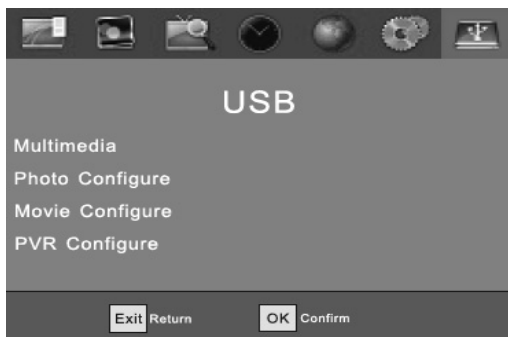 USB
Multimedia
Photo Configure
Movie Configure
PVR Configure
Exit Return OK Confirm